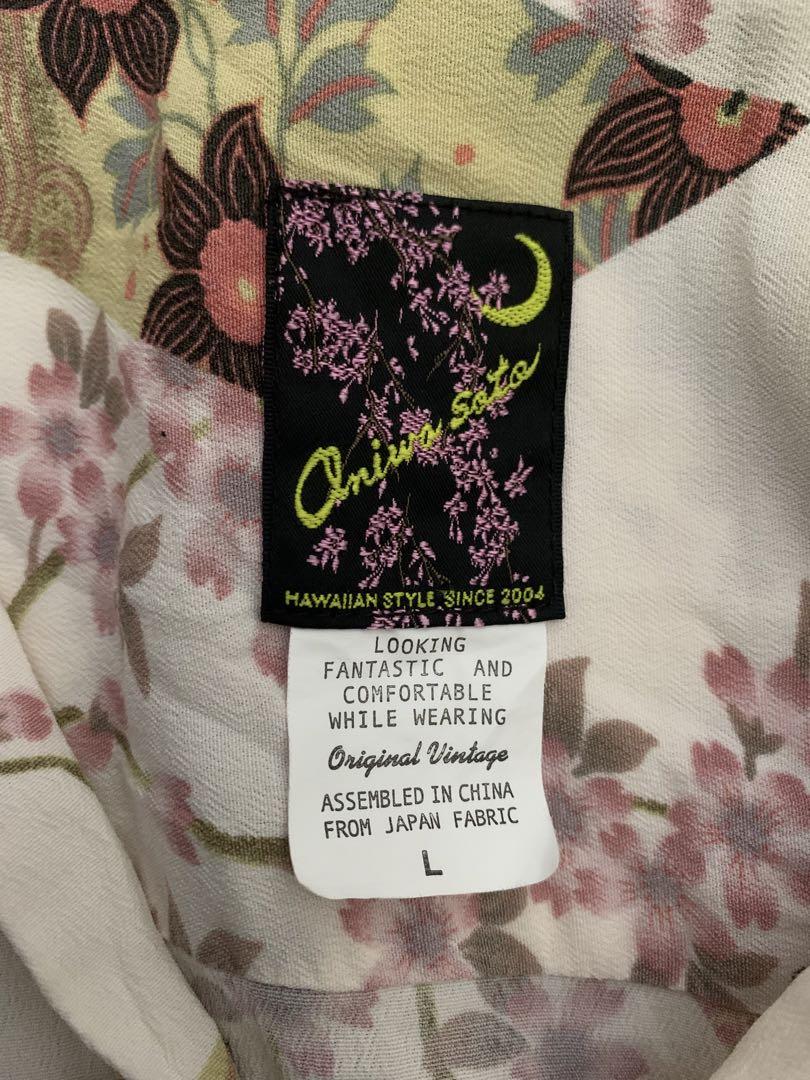 Oniwa sato
HAWAIIAN STYLE SINCE 2004
LOOKING
FANTASTIC AND
COMFORTABLE
WHILE WEARING
Original Vintage
ASSEMBLED IN CHINA
FROM JAPAN FABRIC
L